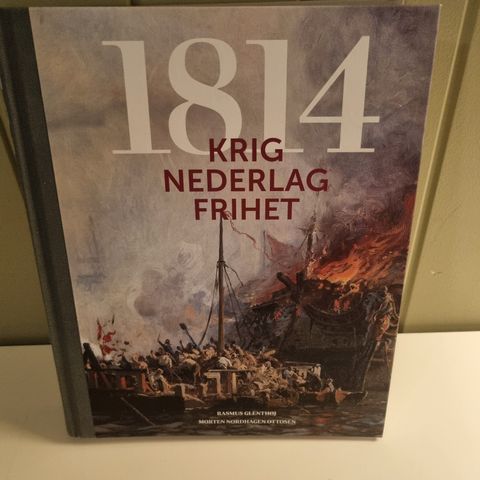 1814
KRIG
NEDERLAG
FRIHET
RASMUS GLENTHØJ
MORTEN NORDHAGEN OTTOSEN